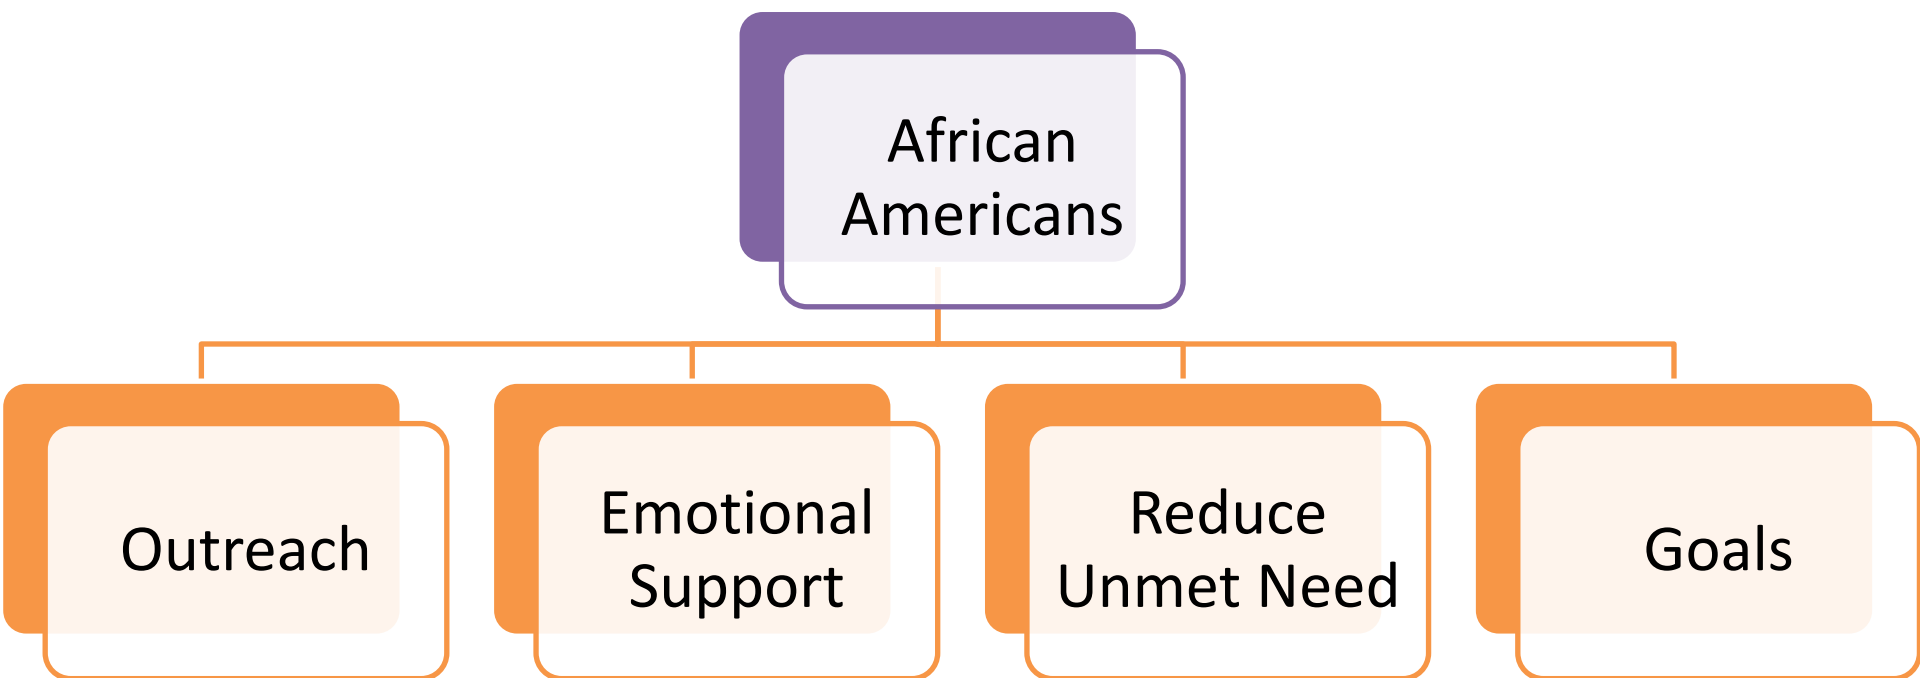 African
Americans
Outreach
Emotional
Support
Reduce
Unmet Need
Goals